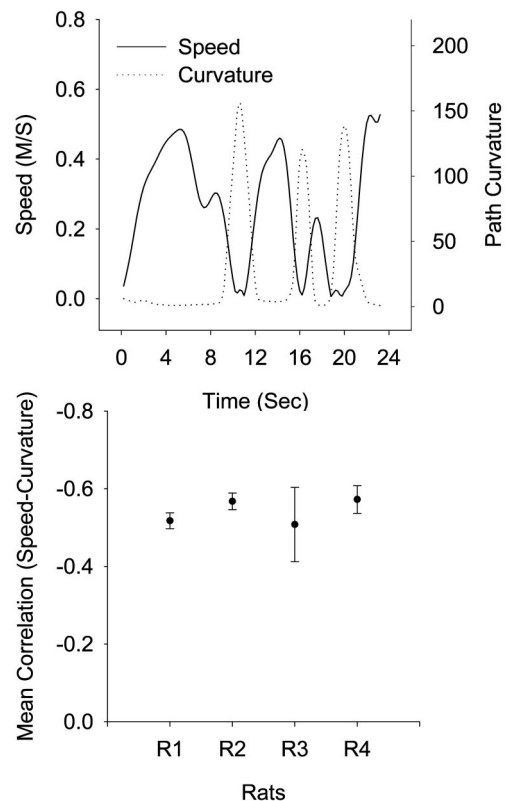 0.8
0.6
0.4
0.2
0.0
Speed (M/S)
Speed
Curvature
200
150
100
50
0
Path Curvature
0 4 8 12 16 20 24
Time (Sec)
-0.8
-0.6
-0.4
-0.2
0.0
Mean Correlation (Speed-Curvature)
R1 R2 R3 R4
Rats